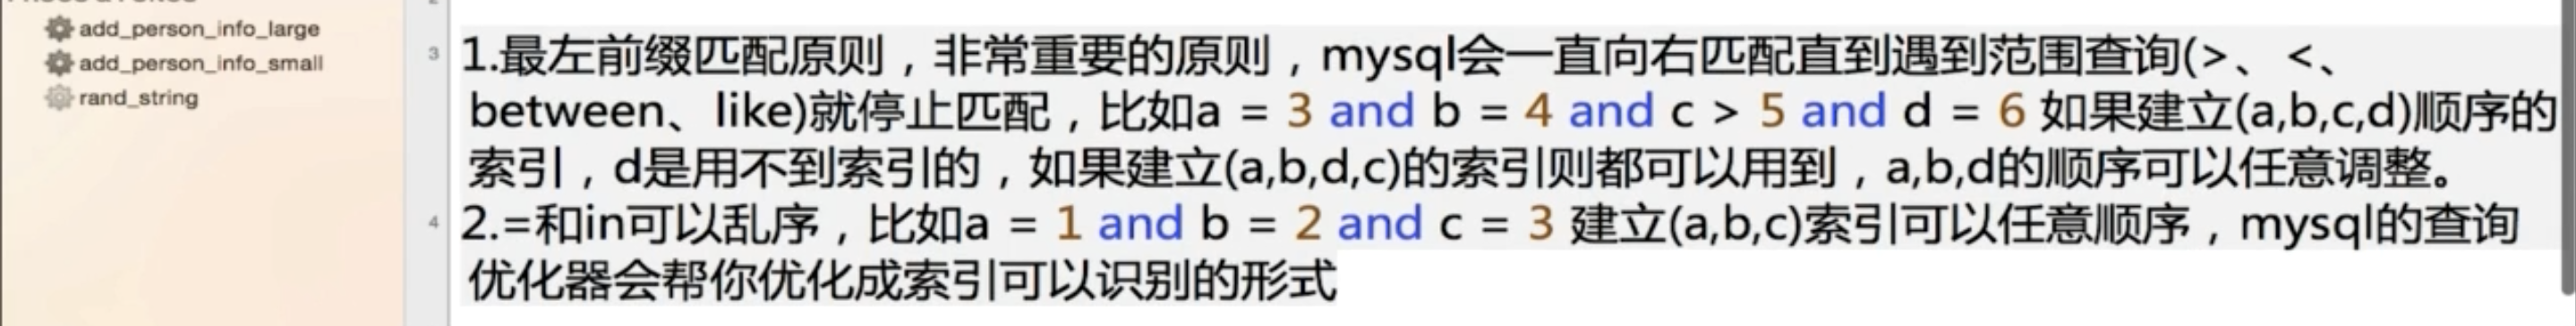 add_person_info_large
add_person_info_small
rand_string
3
1.最左前缀匹配原则，非常重要的原则，mysql会一直向右匹配直到遇到范围查询(>、<、
between、like)就停止匹配，比如a = 3 and b = 4 and c > 5 and d = 6 如果建立(a,b,c,d)顺序的
索引，d是用不到索引的，如果建立(a,b,d,c)的索引则都可以用到，a,b,d的顺序可以任意调整。
4
2.=和in可以乱序，比如a = 1 and b = 2 and c = 3 建立(a,b,c)索引可以任意顺序，mysql的查询
优化器会帮你优化成索引可以识别的形式